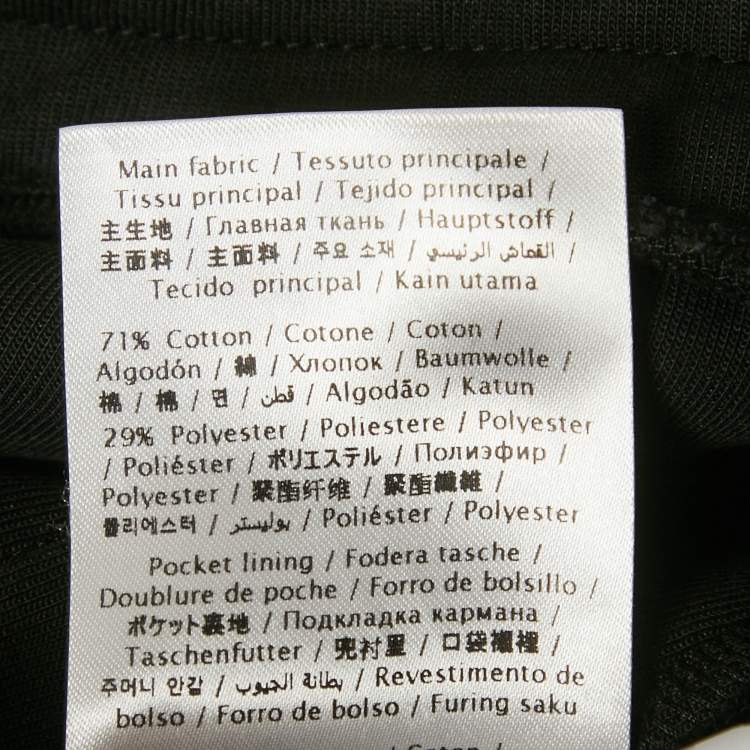 Main fabric / Tessuto principale /
Tissu principal / Tejido principal /
主生地 / Главная ткань / Hauptstoff /
主面料 / 主面料 / 주요 소재 / القماش الرئيسي /
Tecido principal / Kain utama
71% Cotton / Cotone / Coton /
Algodón / 綿 / Хлопок / Baumwolle /
棉 / 棉 / 면 / قطن / Algodão / Katun
29% Polyester / Poliestere / Polyester
/ Poliéster / ポリエステル / Полиэфир /
Polyester / 聚酯纤维 / 聚酯纖維 /
폴리에스터 / بوليستر / Poliéster / Polyester
Pocket lining / Fodera tasche /
Doublure de poche / Forro de bolsillo /
ポケット裏地 / Подкладка кармана /
Taschenfutter / 兜衬里 / 口袋襯裡 /
주머니 안감 / بطانة الجيوب / Revestimento de
bolso / Forro de bolso / Furing saku